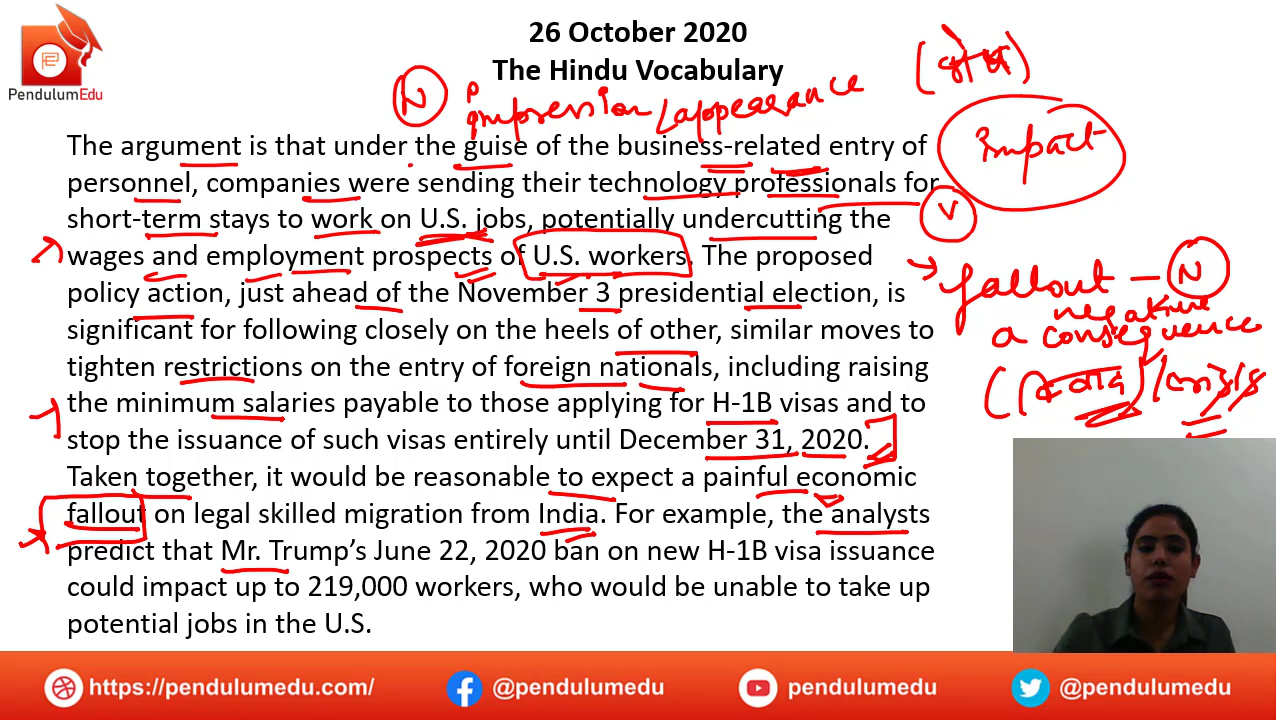 26 October 2020
The Hindu Vocabulary
PendulumEdu
N impression/appearance
Impact
V
The argument is that under the guise of the business-related entry of
personnel, companies were sending their technology professionals for
short-term stays to work on U.S. jobs, potentially undercutting the
wages and employment prospects of U.S. workers. The proposed
policy action, just ahead of the November 3 presidential election, is
significant for following closely on the heels of other, similar moves to
tighten restrictions on the entry of foreign nationals, including raising
the minimum salaries payable to those applying for H-1B visas and to
stop the issuance of such visas entirely until December 31, 2020.
Taken together, it would be reasonable to expect a painful economic
fallout on legal skilled migration from India. For example, the analysts
predict that Mr. Trump's June 22, 2020 ban on new H-1B visa issuance
could impact up to 219,000 workers, who would be unable to take up
potential jobs in the U.S.
fallout - N
negative
a consequence
https://pendulumedu.com/
@pendulumedu
pendulumedu
@pendulumedu